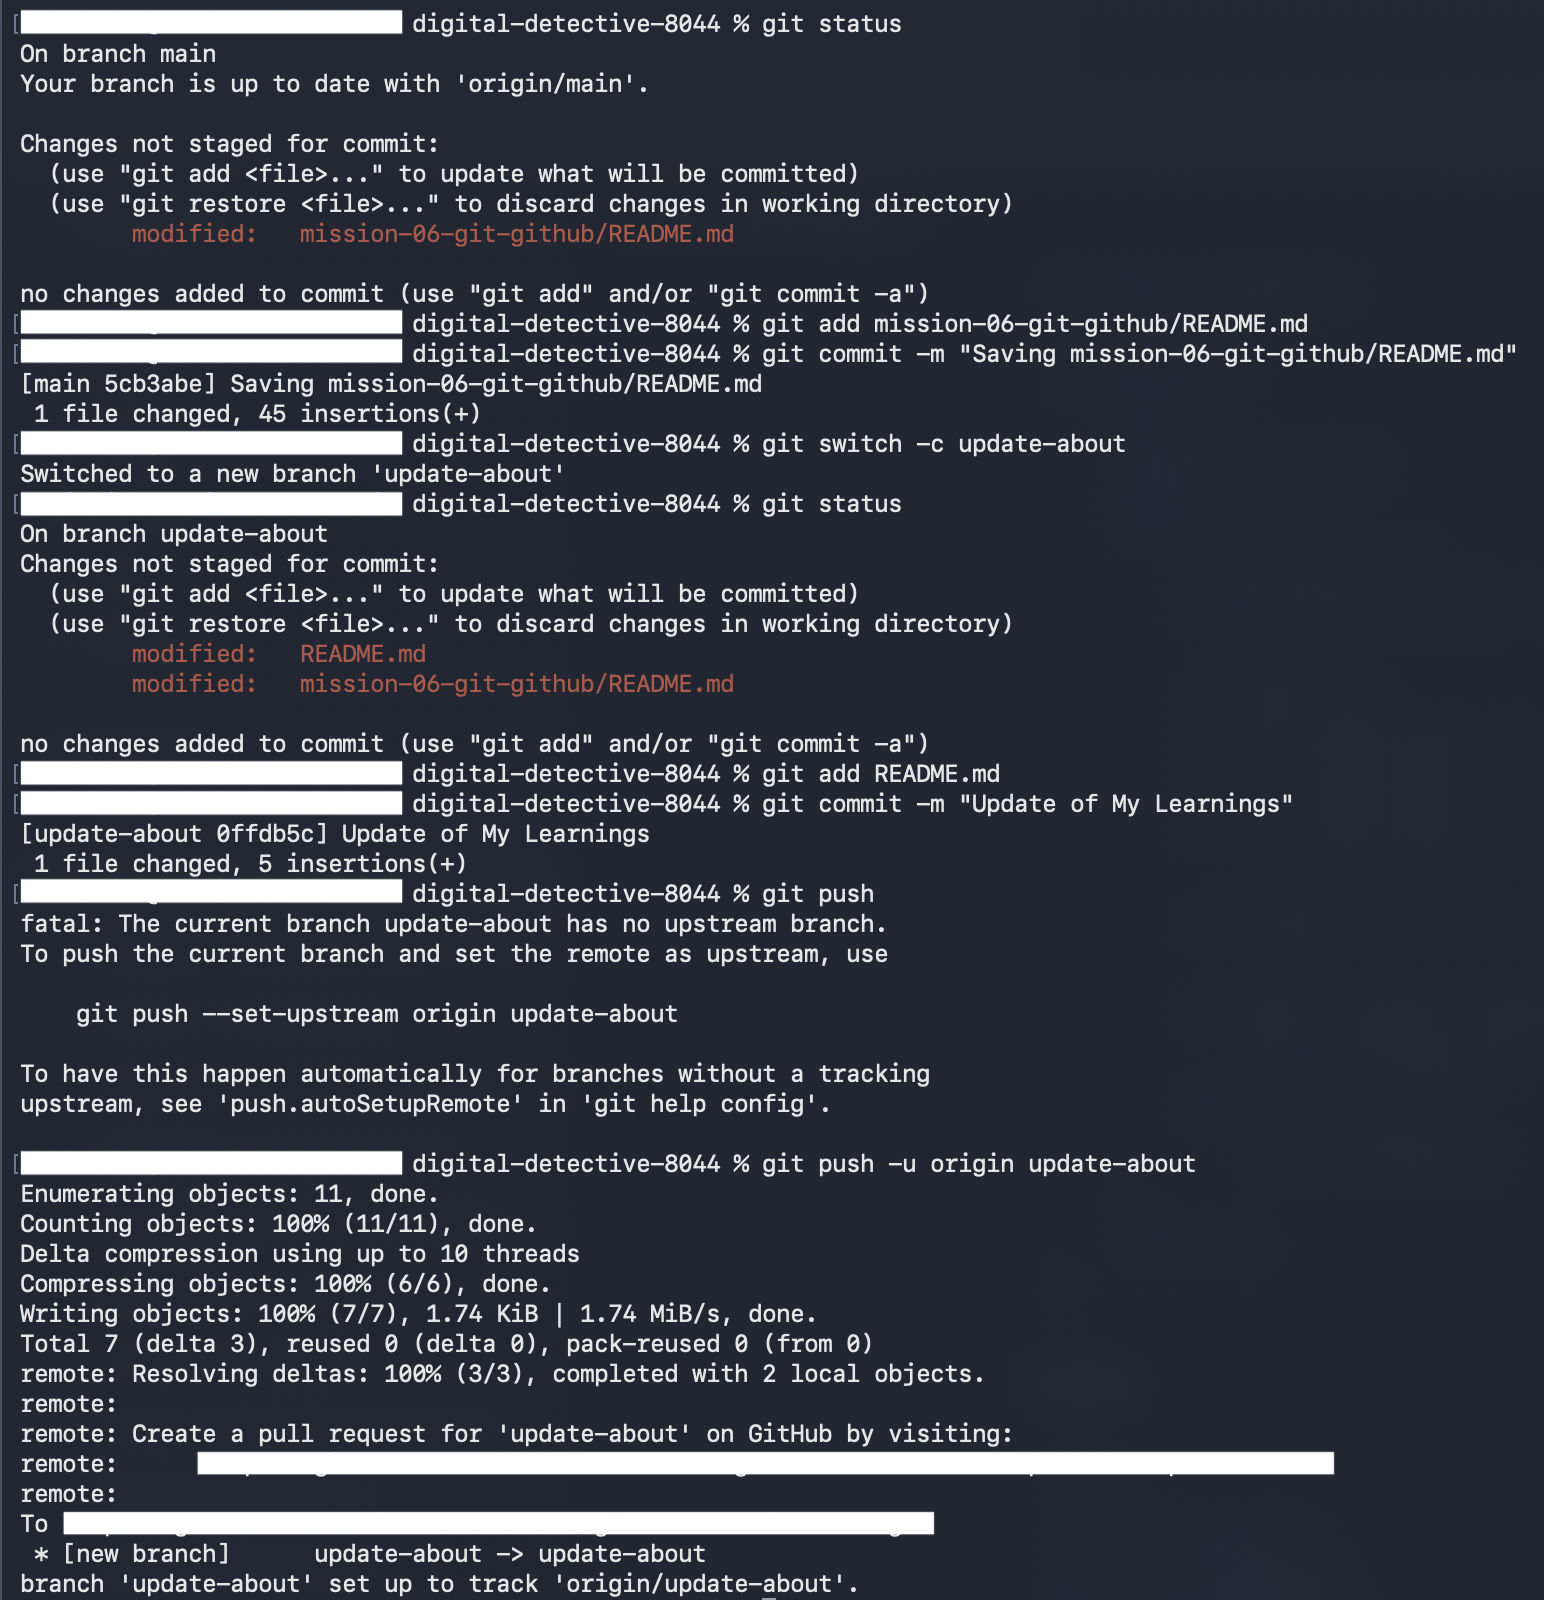 digital-detective-8044 % git status
On branch main
Your branch is up to date with 'origin/main'.
Changes not staged for commit:
  (use "git add <file>..." to update what will be committed)
  (use "git restore <file>..." to discard changes in working directory)
        modified:   mission-06-git-github/README.md
no changes added to commit (use "git add" and/or "git commit -a")
digital-detective-8044 % git add mission-06-git-github/README.md
digital-detective-8044 % git commit -m "Saving mission-06-git-github/README.md"
[main 5cb3abe] Saving mission-06-git-github/README.md
 1 file changed, 45 insertions(+)
digital-detective-8044 % git switch -c update-about
Switched to a new branch 'update-about'
digital-detective-8044 % git status
On branch update-about
Changes not staged for commit:
  (use "git add <file>..." to update what will be committed)
  (use "git restore <file>..." to discard changes in working directory)
        modified:   README.md
        modified:   mission-06-git-github/README.md
no changes added to commit (use "git add" and/or "git commit -a")
digital-detective-8044 % git add README.md
digital-detective-8044 % git commit -m "Update of My Learnings"
[update-about 0ffdb5c] Update of My Learnings
 1 file changed, 5 insertions(+)
digital-detective-8044 % git push
fatal: The current branch update-about has no upstream branch.
To push the current branch and set the remote as upstream, use
    git push --set-upstream origin update-about
To have this happen automatically for branches without a tracking
upstream, see 'push.autoSetupRemote' in 'git help config'.
digital-detective-8044 % git push -u origin update-about
Enumerating objects: 11, done.
Counting objects: 100% (11/11), done.
Delta compression using up to 10 threads
Compressing objects: 100% (6/6), done.
Writing objects: 100% (7/7), 1.74 KiB | 1.74 MiB/s, done.
Total 7 (delta 3), reused 0 (delta 0), pack-reused 0 (from 0)
remote: Resolving deltas: 100% (3/3), completed with 2 local objects.
remote:
remote: Create a pull request for 'update-about' on GitHub by visiting:
remote:
remote:
To
 * [new branch]      update-about -> update-about
branch 'update-about' set up to track 'origin/update-about'.